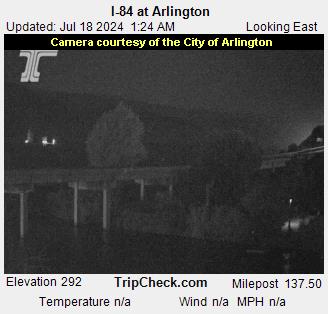 I-84 at Arlington
Updated: Jul 18 2024 1:24 AM Looking East
Camera courtesy of the City of Arlington
Elevation 292 TripCheck.com Milepost 137.50
Temperature n/a Wind n/a MPH n/a